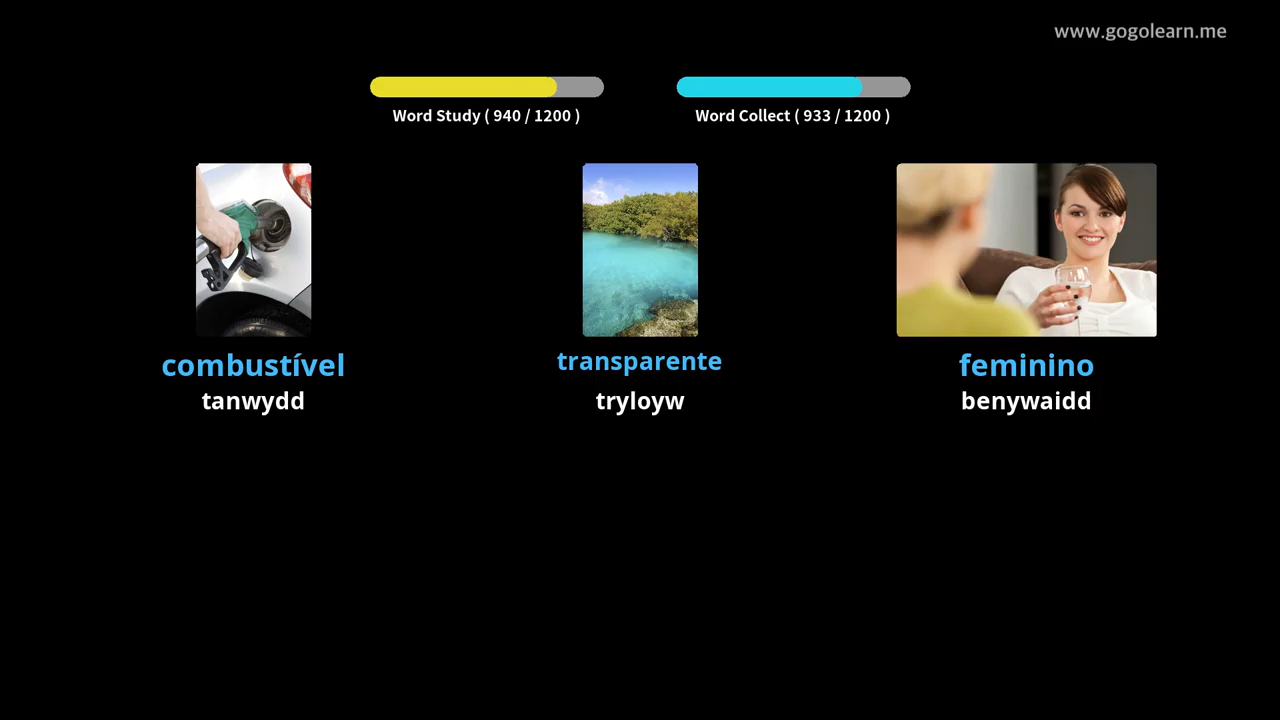 www.gogolearn.me
Word Study ( 940 / 1200 )
Word Collect ( 933 / 1200 )
combustível
transparente
feminino
tanwydd
tryloyw
benywaidd